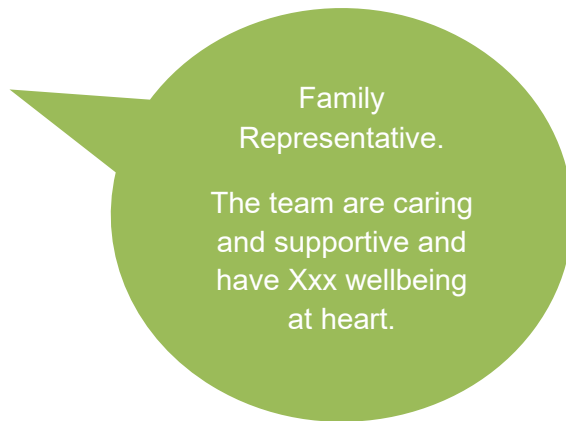 Family
Representative.
The team are caring
and supportive and
have Xxx wellbeing
at heart.